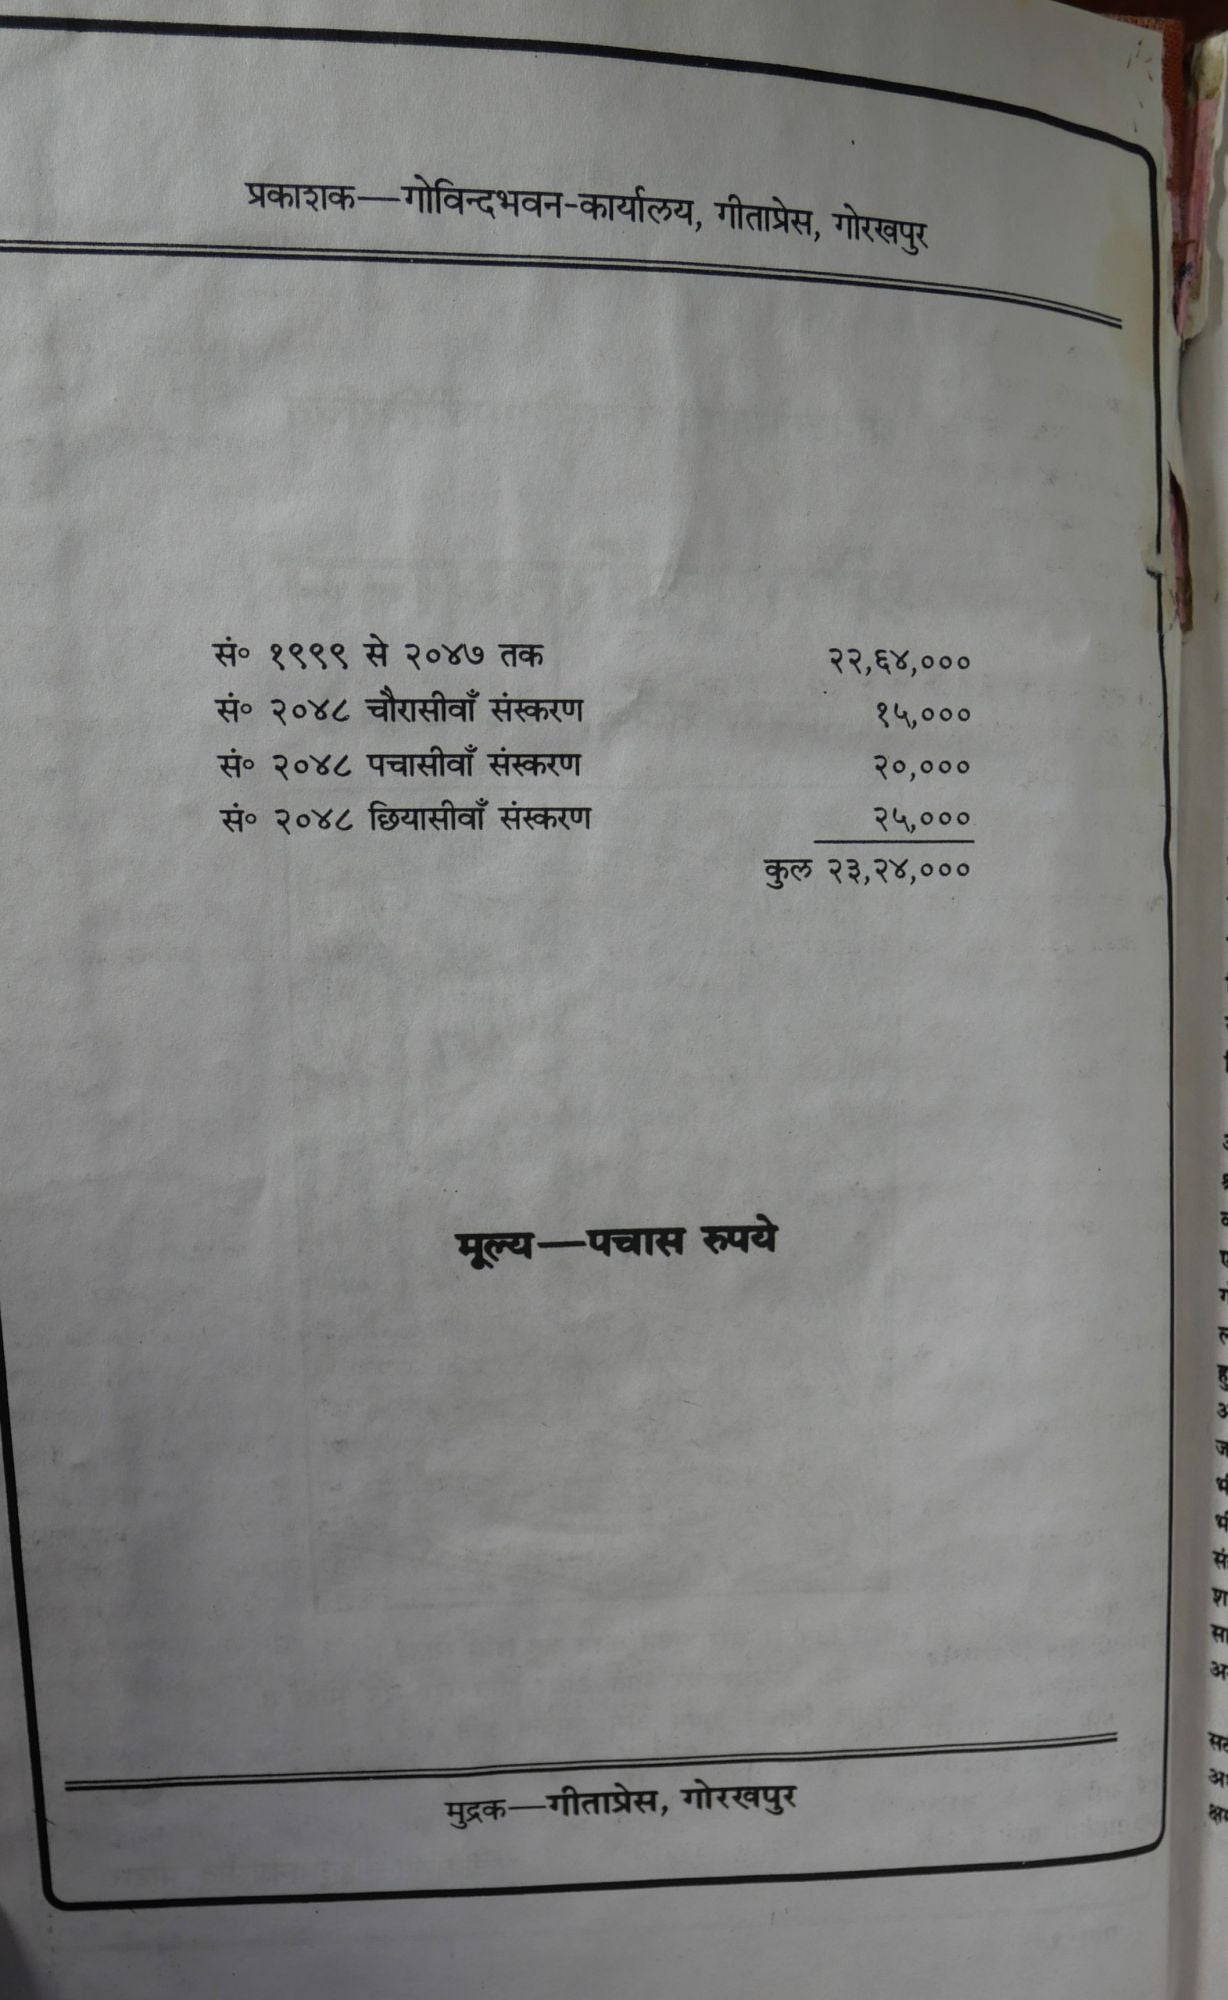 प्रकाशक—गोविन्दभवन-कार्यालय, गीताप्रेस, गोरखपुर
सं० १९९९ से २०४७ तक २२,६४,०००
सं० २०४८ चौरासीवाँ संस्करण १५,०००
सं० २०४८ पचासीवाँ संस्करण २०,०००
सं० २०४८ छियासीवाँ संस्करण २५,०००
कुल २३,२४,०००
मूल्य—पचास रुपये
मुद्रक—गीताप्रेस, गोरखपुर